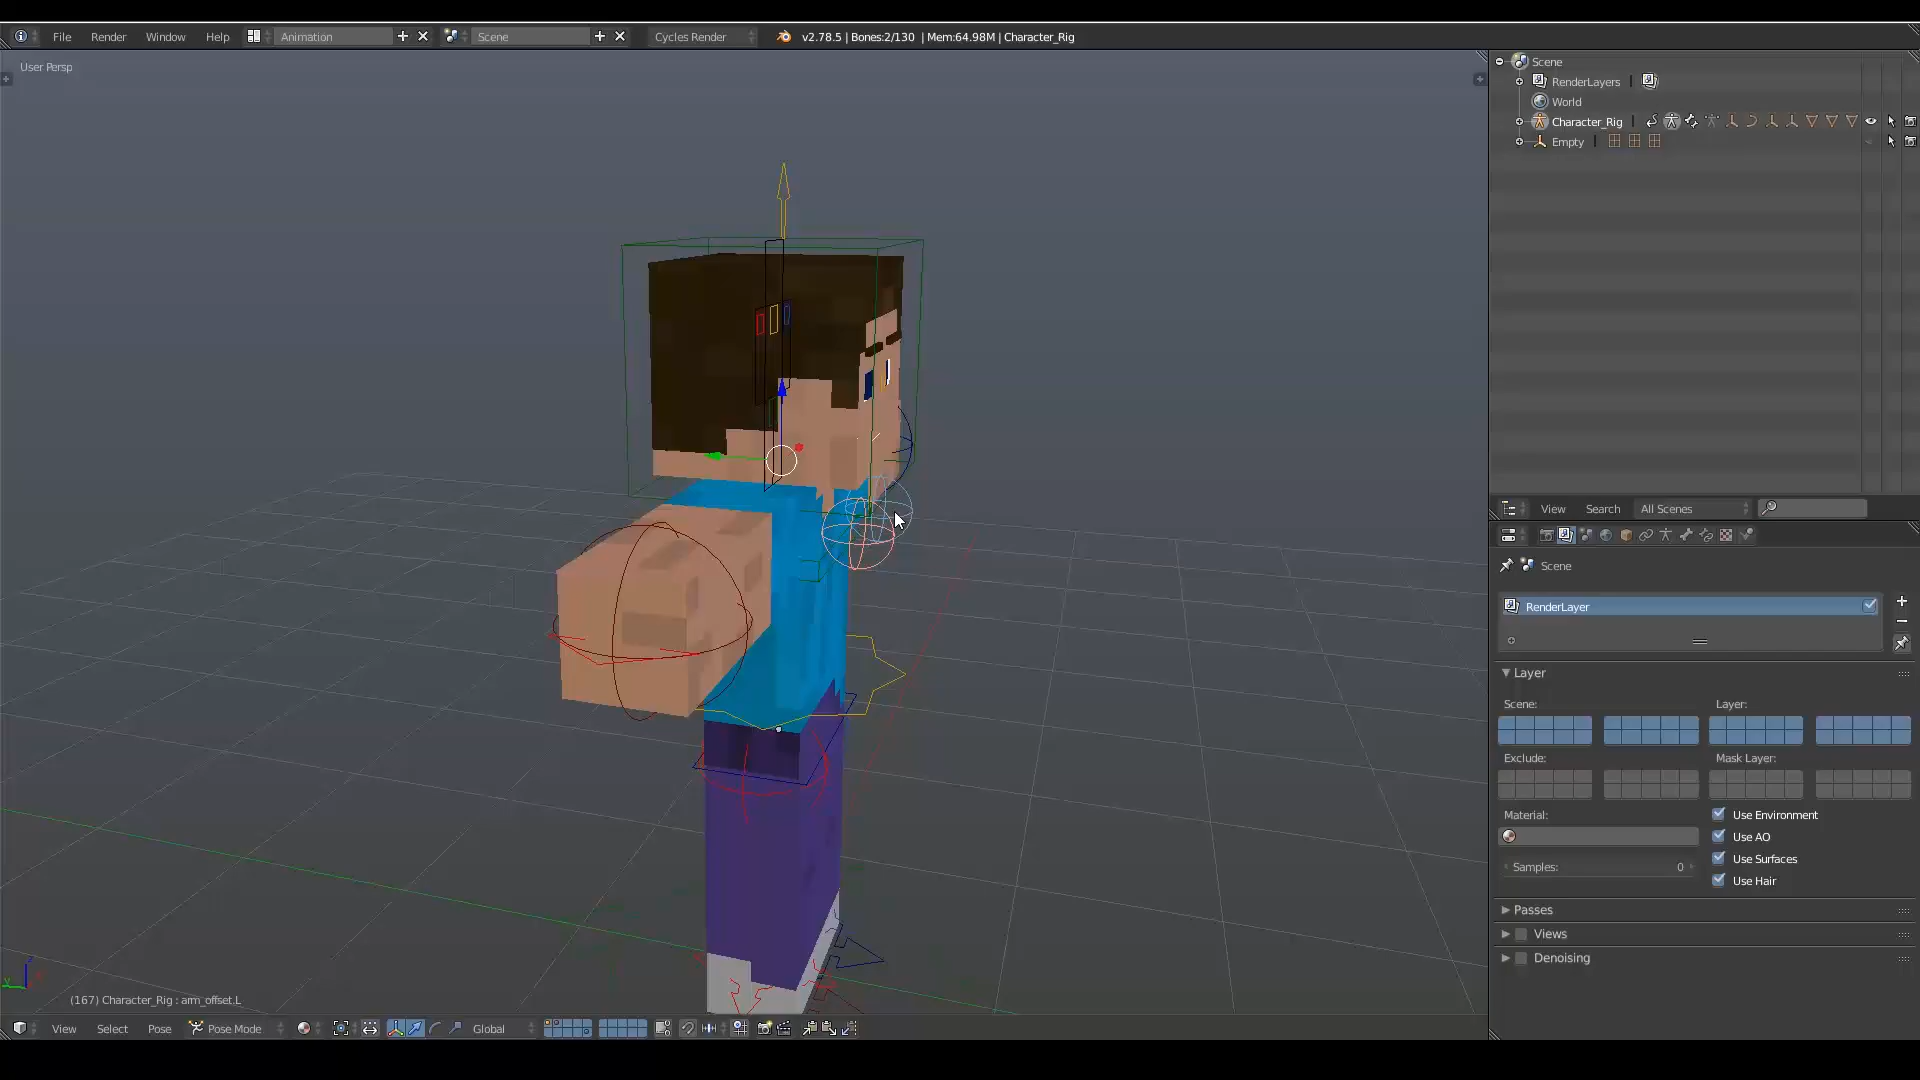 File Render Window Help Animation Scene Cycles Render v2.78.5 | Bones:2/130 | Mem:64.98M | Character_Rig
User Persp
Scene
RenderLayers
World
Character_Rig
Empty
View Search All Scenes
Scene
RenderLayer
Layer
Scene: Layer:
Exclude: Mask Layer:
Material: Use Environment
Use AO
Samples: 0 Use Surfaces
Use Hair
Passes
Views
Denoising
(167) Character_Rig : arm_offset.L
View Select Pose Pose Mode Global